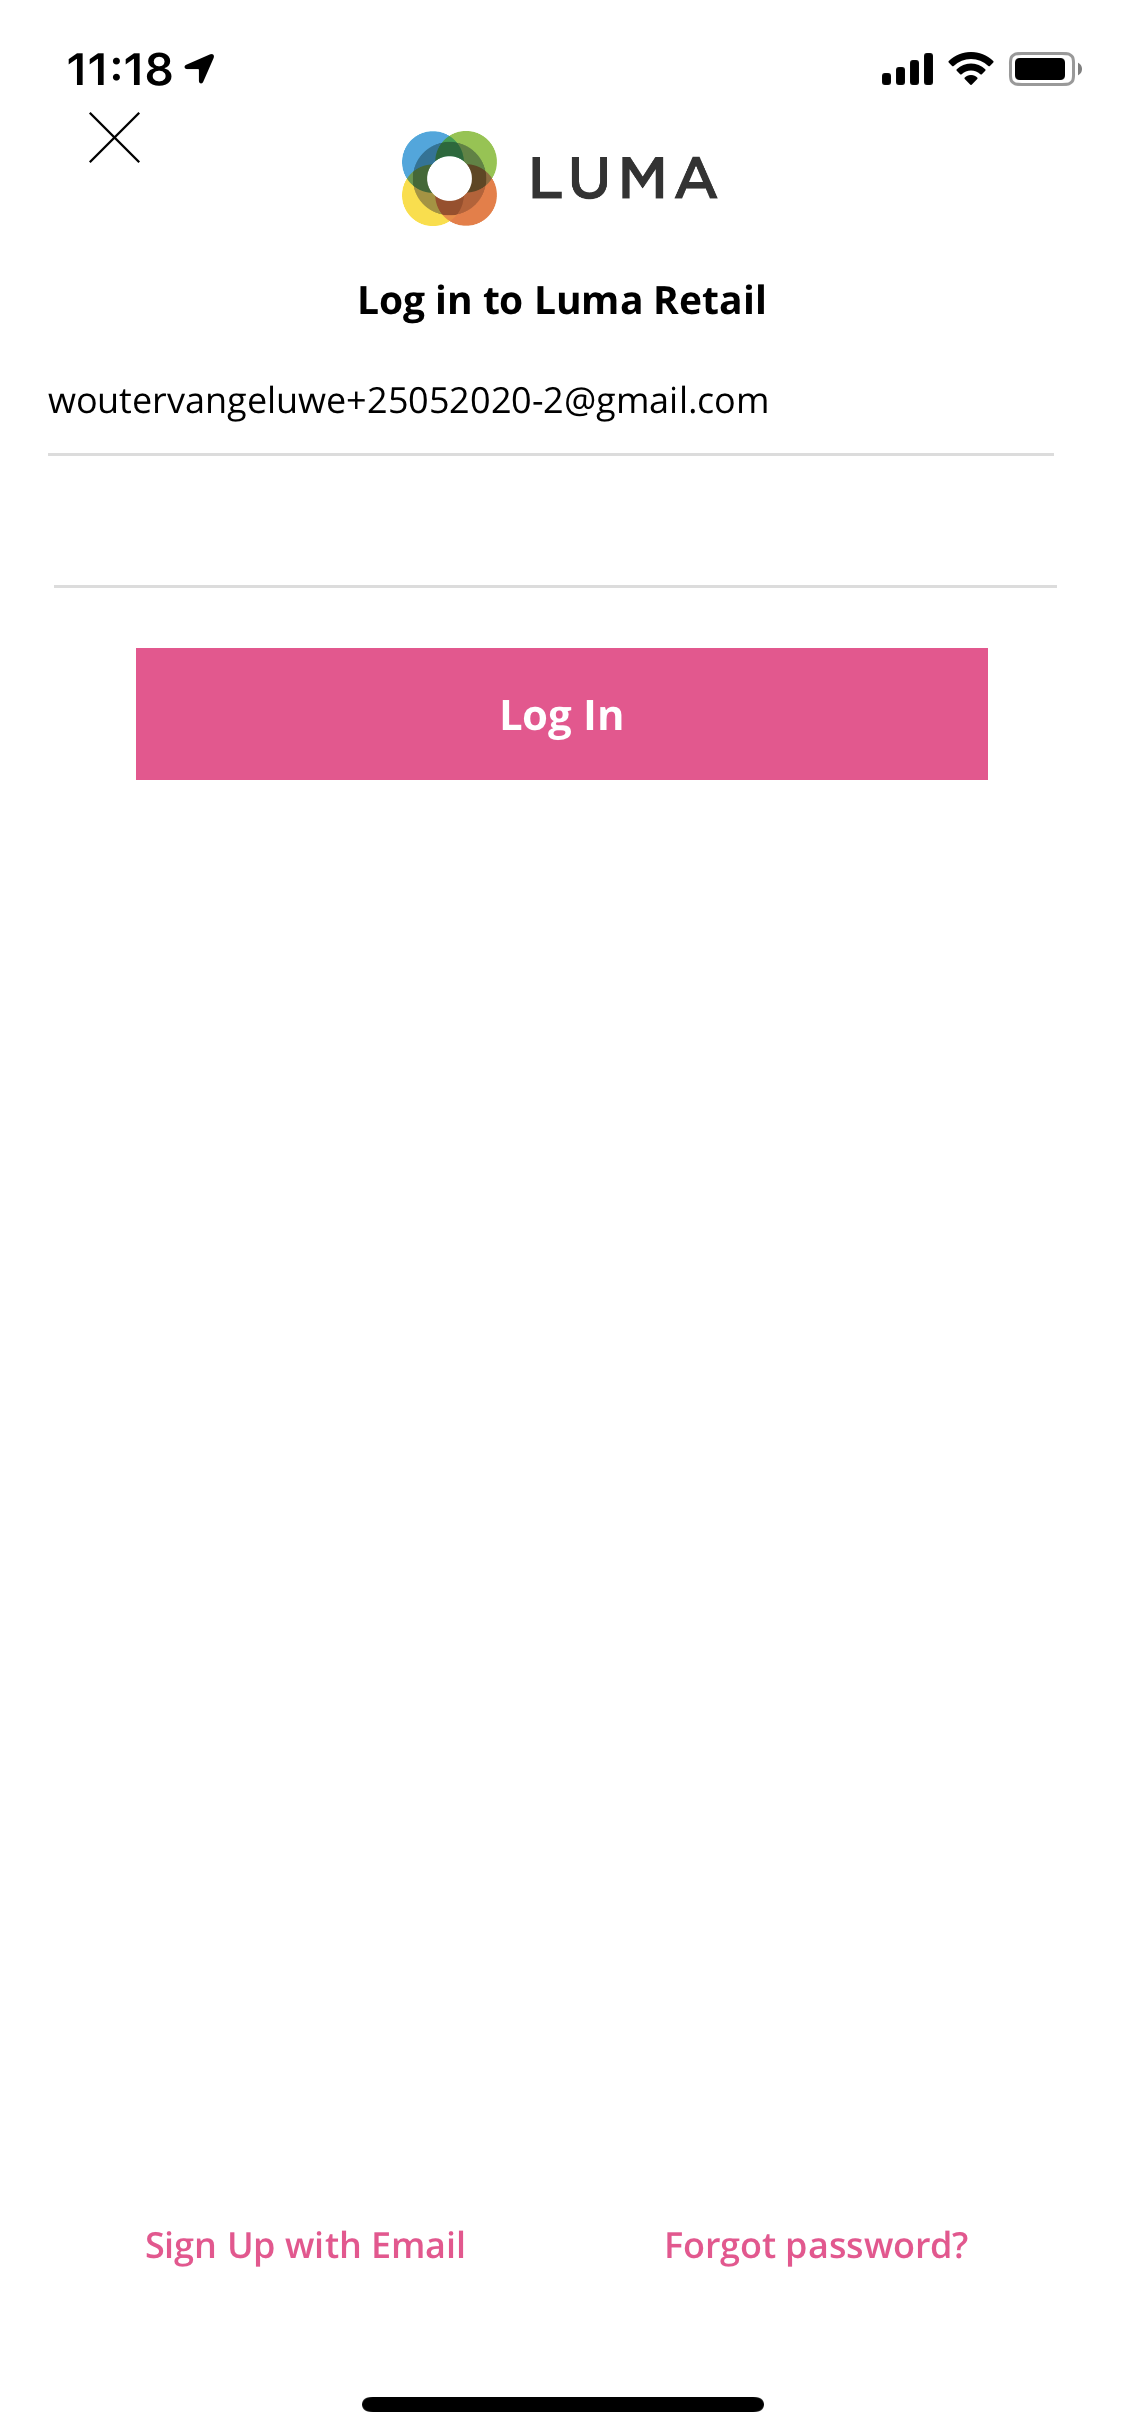 11:18
LUMA
Log in to Luma Retail
woutervangeluwe+25052020-2@gmail.com
Log In
Sign Up with Email
Forgot password?